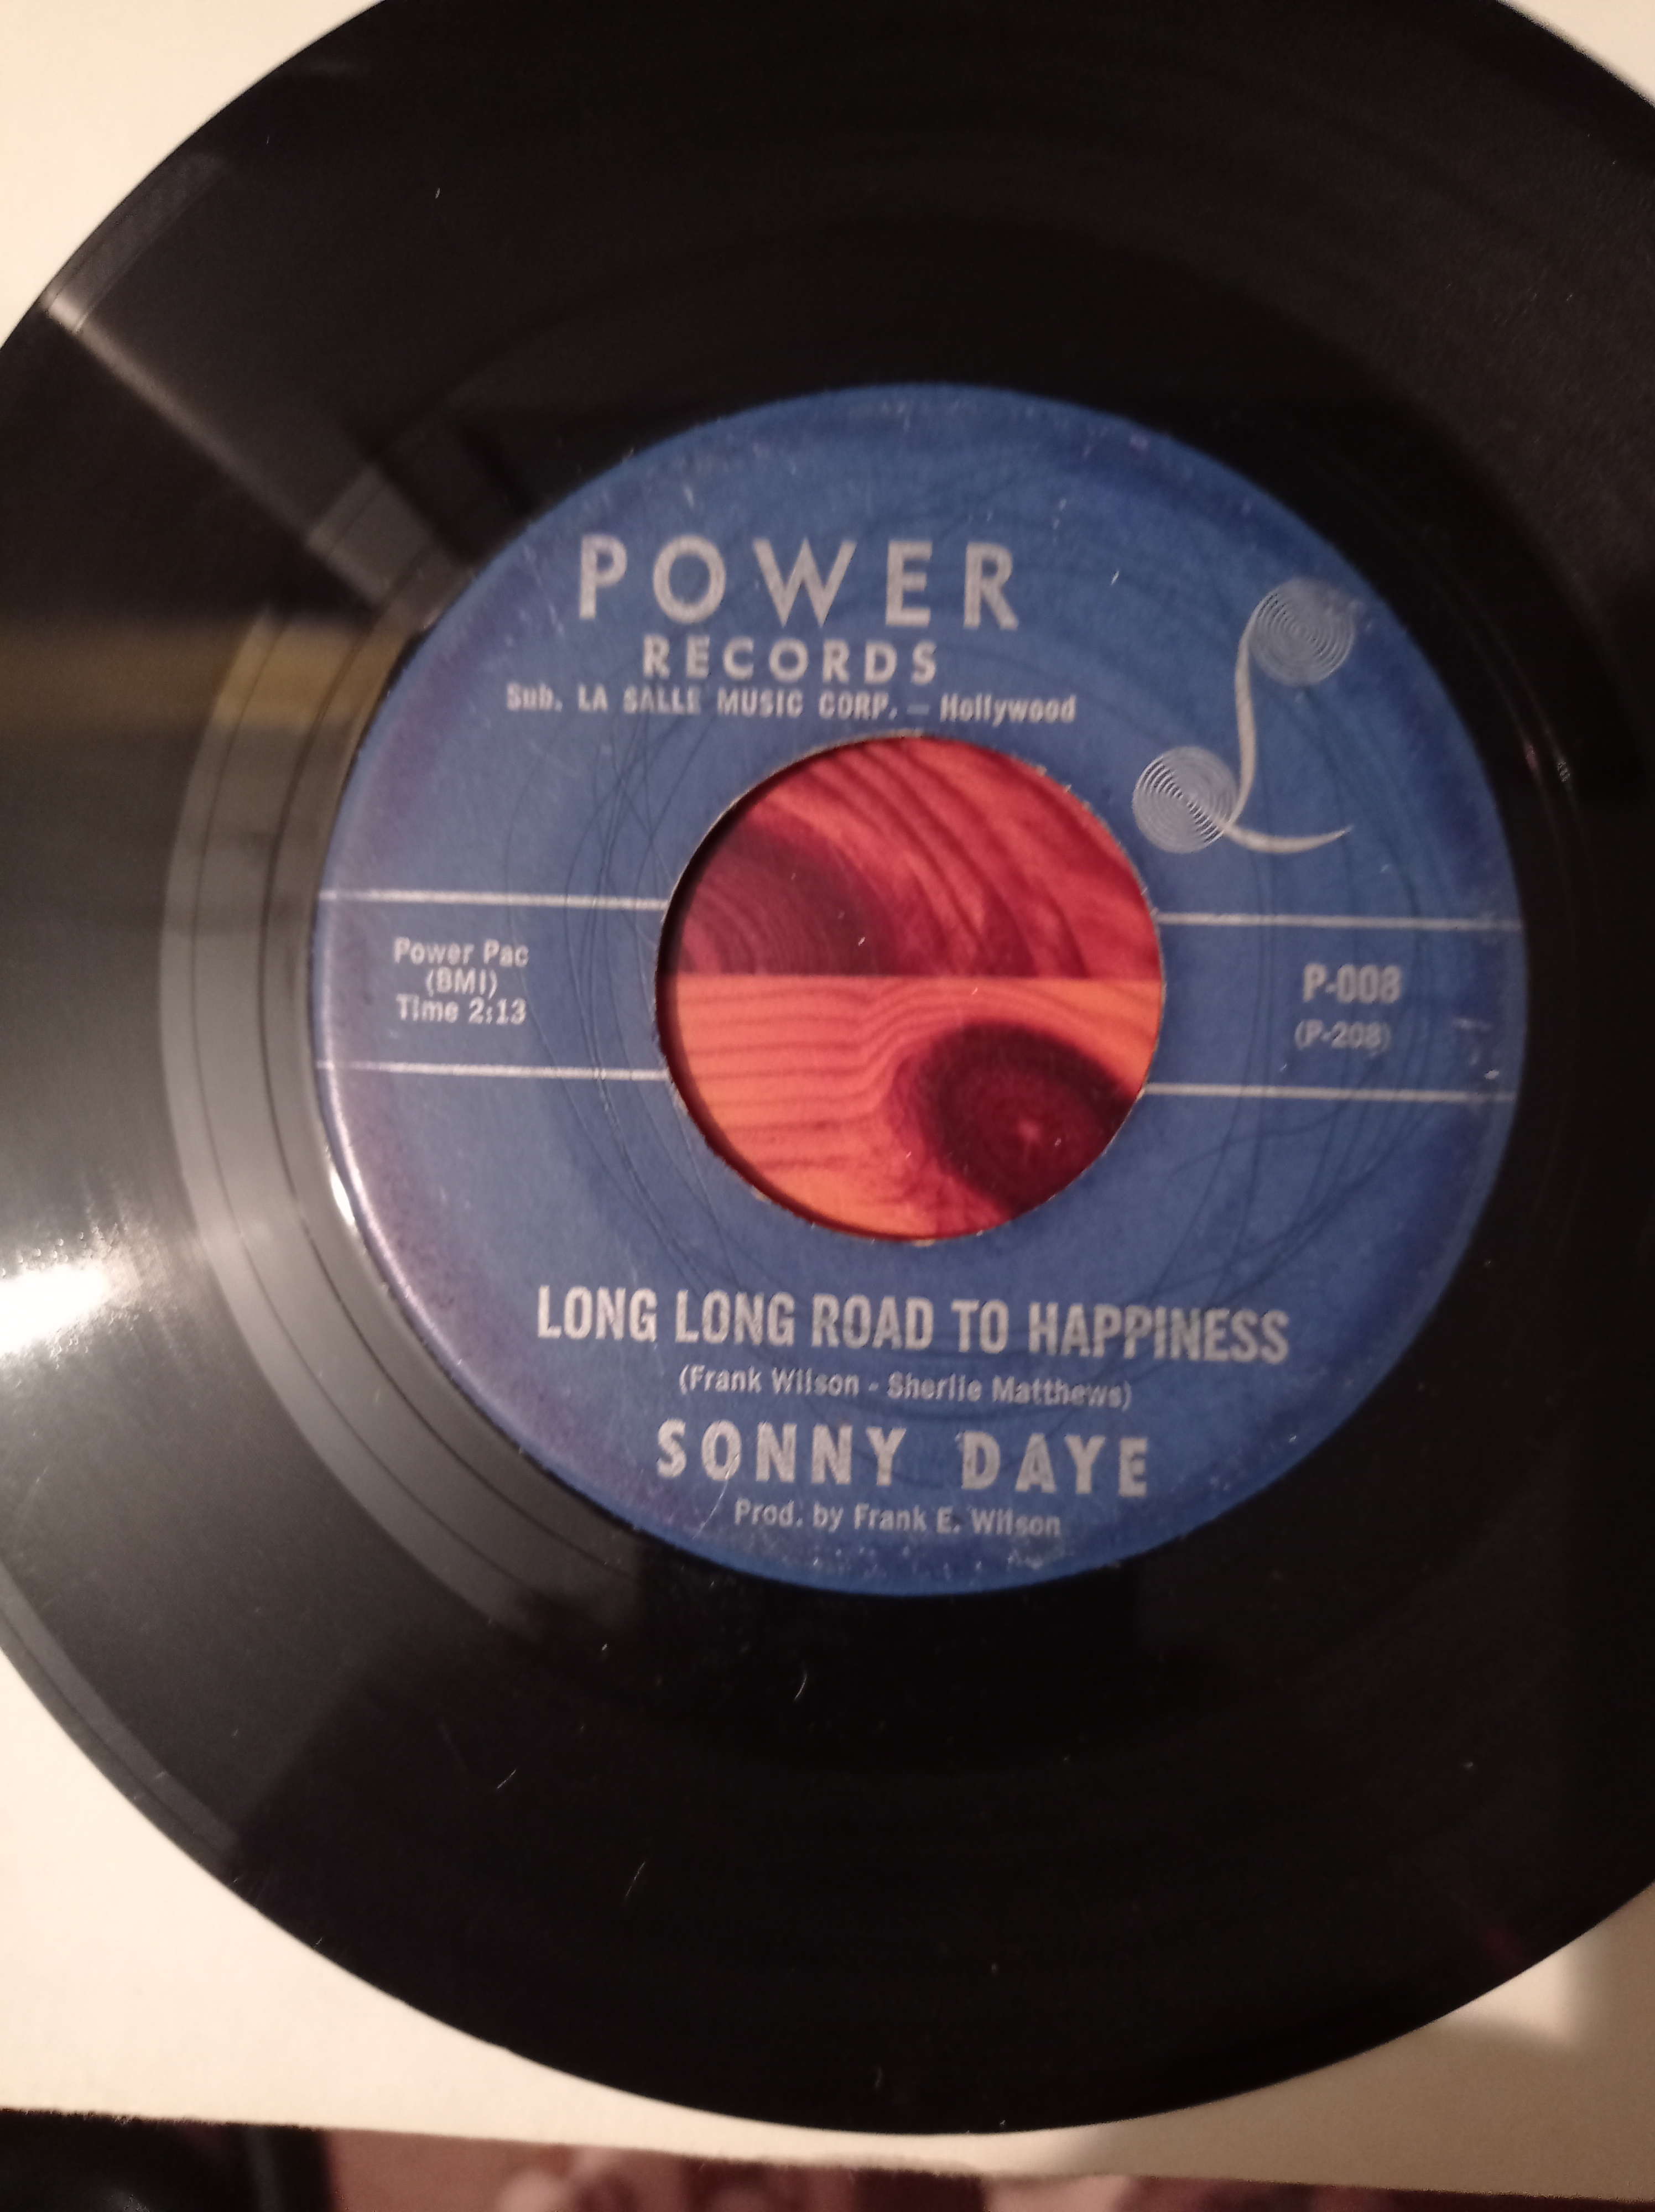 POWER
RECORDS
Sub. LA SALLE MUSIC CORP. – Hollywood
Power Pac
(BMI)
Time 2:13
P-008
(P-208)
LONG LONG ROAD TO HAPPINESS
(Frank Wilson - Sherlie Matthews)
SONNY DAYE
Prod. by Frank E. Wilson